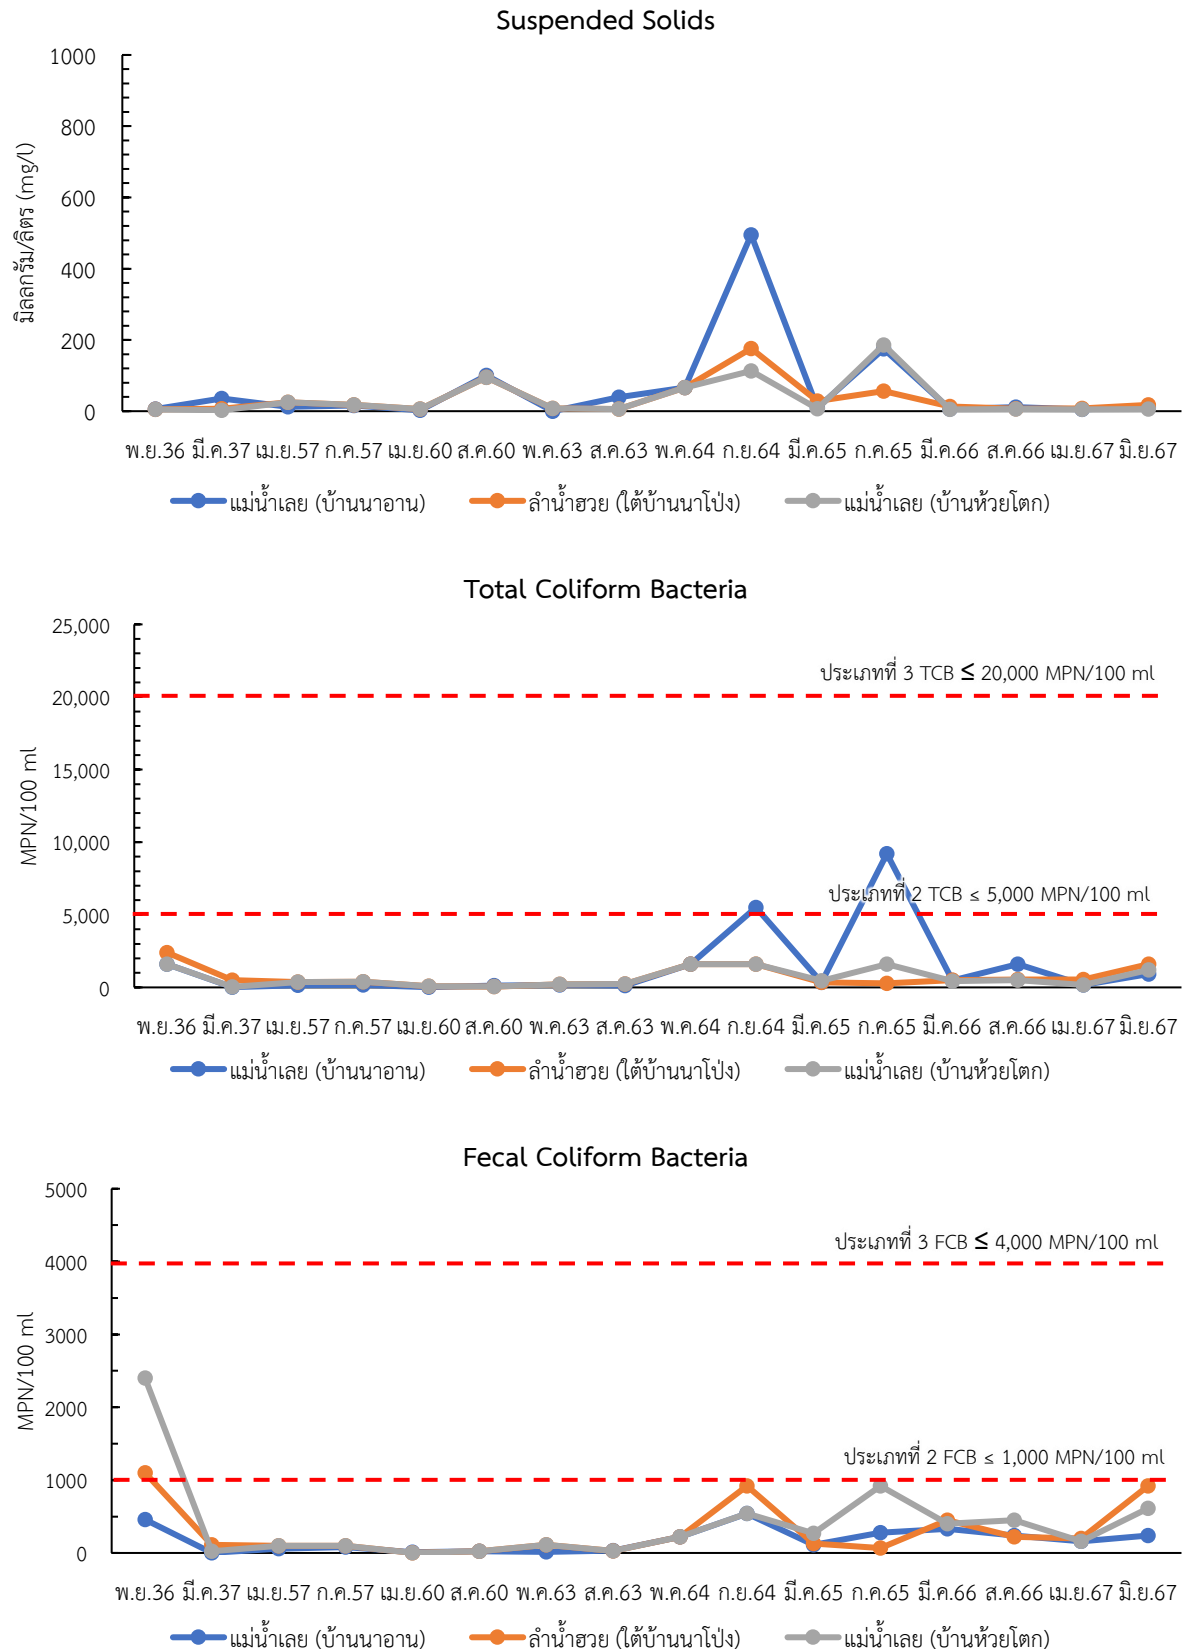 Suspended Solids
1000
800
600
400
200
0
มิลลกรัม/ลิตร (mg/l)
พ.ย.36 มี.ค.37 เม.ย.57 ก.ค.57 เม.ย.60 ส.ค.60 พ.ค.63 ส.ค.63 พ.ค.64 ก.ย.64 มี.ค.65 ก.ค.65 มี.ค.66 ส.ค.66 เม.ย.67 มิ.ย.67
แม่น้ำเลย (บ้านนาอาน) ลำน้ำฮวย (ใต้บ้านนาโป่ง) แม่น้ำเลย (บ้านห้วยโตก)
Total Coliform Bacteria
25,000
20,000
15,000
10,000
5,000
0
MPN/100 ml
ประเภทที่ 3 TCB ≤ 20,000 MPN/100 ml
ประเภทที่ 2 TCB ≤ 5,000 MPN/100 ml
พ.ย.36 มี.ค.37 เม.ย.57 ก.ค.57 เม.ย.60 ส.ค.60 พ.ค.63 ส.ค.63 พ.ค.64 ก.ย.64 มี.ค.65 ก.ค.65 มี.ค.66 ส.ค.66 เม.ย.67 มิ.ย.67
แม่น้ำเลย (บ้านนาอาน) ลำน้ำฮวย (ใต้บ้านนาโป่ง) แม่น้ำเลย (บ้านห้วยโตก)
Fecal Coliform Bacteria
5000
4000
3000
2000
1000
0
MPN/100 ml
ประเภทที่ 3 FCB ≤ 4,000 MPN/100 ml
ประเภทที่ 2 FCB ≤ 1,000 MPN/100 ml
พ.ย.36 มี.ค.37 เม.ย.57 ก.ค.57 เม.ย.60 ส.ค.60 พ.ค.63 ส.ค.63 พ.ค.64 ก.ย.64 มี.ค.65 ก.ค.65 มี.ค.66 ส.ค.66 เม.ย.67 มิ.ย.67
แม่น้ำเลย (บ้านนาอาน) ลำน้ำฮวย (ใต้บ้านนาโป่ง) แม่น้ำเลย (บ้านห้วยโตก)